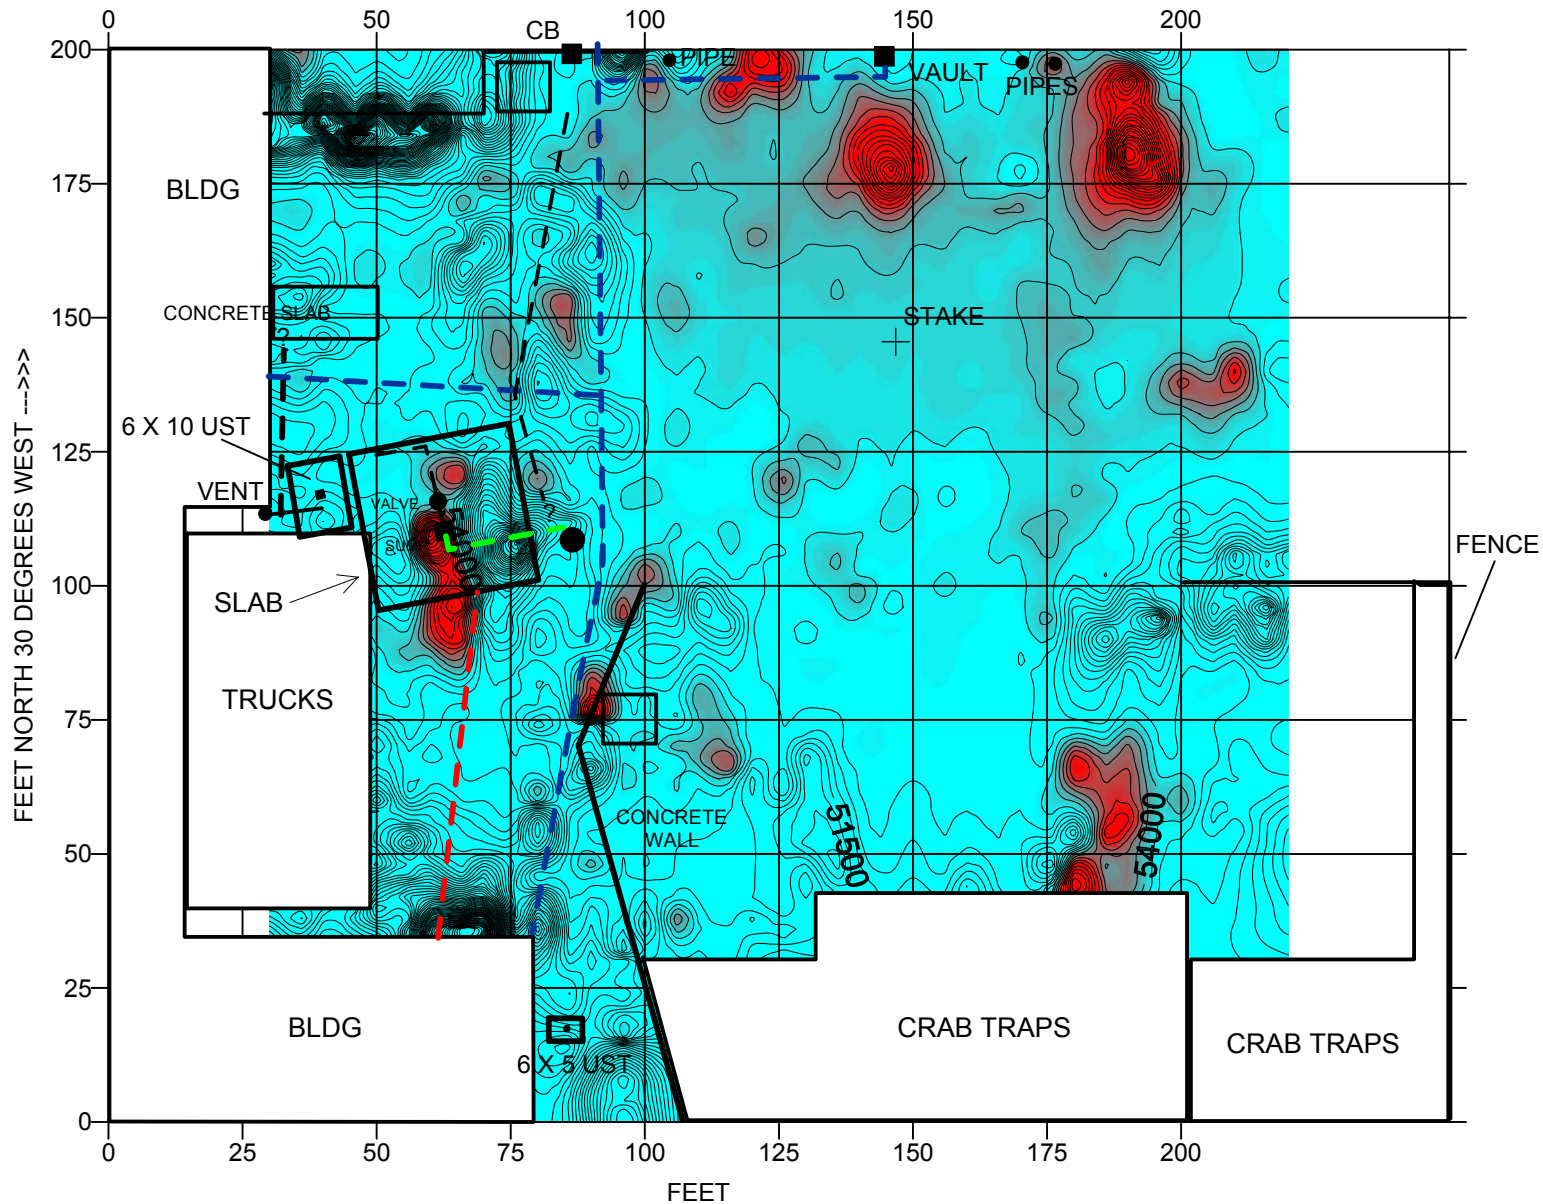 0 50 100 150 200
CB
200
PIPE
VAULT
PIPES
BLDG
175
CONCRETE SLAB
?
150
STAKE
6 X 10 UST
125
VENT
VALVE
?
54000
SUMP
FENCE
100
SLAB
TRUCKS
75
CONCRETE
WALL
51500
54000
50
25
BLDG
CRAB TRAPS
CRAB TRAPS
6 X 5 UST
0
0 25 50 75 100 125 150 175 200
FEET
FEET NORTH 30 DEGREES WEST --->>>